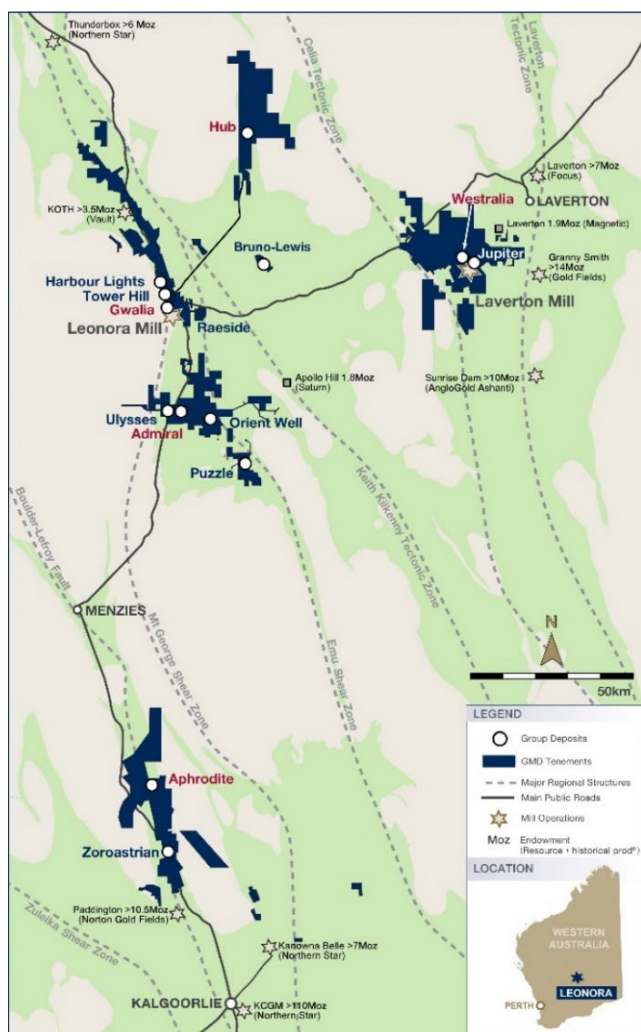 Thunderbox >6 Moz
(Northern Star)
Celia Tectonic Zone
Laverton
Tectonic Zone
Hub
Laverton >7Moz
(Focus)
Westralia
LAVERTON
KOTH >3.5Moz
(Vault)
Laverton 1.9Moz (Magnetic)
Bruno-Lewis
Jupiter
Granny Smith
>14Moz
(Gold Fields)
Harbour Lights
Tower Hill
Gwalia
Laverton Mill
Leonora Mill
Raeside
Apollo Hill 1.8Moz
(Saturn)
Sunrise Dam >10Moz
(AngloGold Ashanti)
Ulysses
Orient Well
Admiral
Puzzle
Keith Kilkenny Tectonic Zone
Boulder-Lefroy Fault
MENZIES
Mt George Shear Zone
Emu Shear Zone
N
50km
LEGEND
Group Deposits
GMD Tenements
Major Regional Structures
Main Public Roads
Mill Operations
Moz Endowment
(Resource + historical prodⁿ)
Aphrodite
Zoroastrian
LOCATION
WESTERN
AUSTRALIA
LEONORA
PERTH
Paddington >10.5Moz
(Norton Gold Fields)
Zuleika Shear Zone
Kanowna Belle >7Moz
(Northern Star)
KALGOORLIE
KCGM >110Moz
(Northern Star)